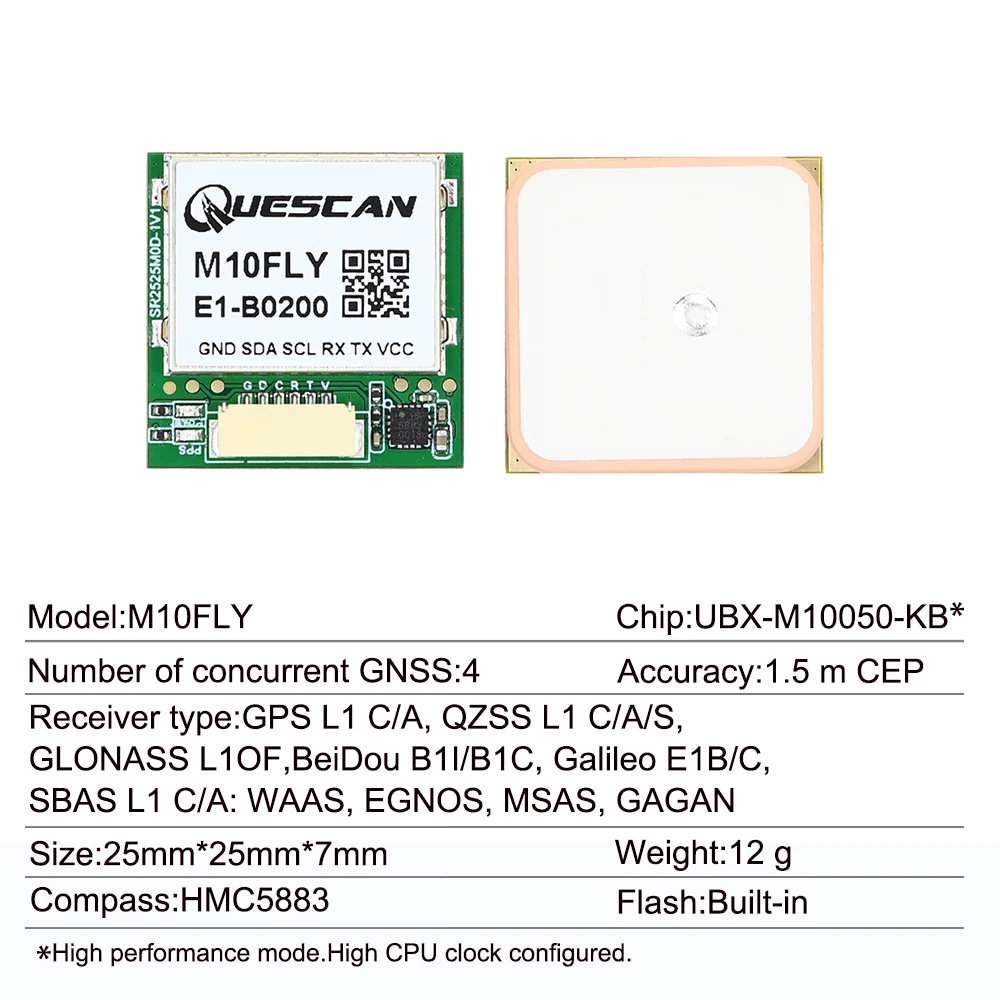 QUESCAN
M10FLY
E1-B0200
GND SDA SCL RX TX VCC
SR2525M0D-1V1
G D C R T V
PPS
Model:M10FLY
Chip:UBX-M10050-KB*
Number of concurrent GNSS:4
Accuracy:1.5 m CEP
Receiver type:GPS L1 C/A, QZSS L1 C/A/S,
GLONASS L1OF,BeiDou B1I/B1C, Galileo E1B/C,
SBAS L1 C/A: WAAS, EGNOS, MSAS, GAGAN
Size:25mm*25mm*7mm
Weight:12 g
Compass:HMC5883
Flash:Built-in
*High performance mode.High CPU clock configured.